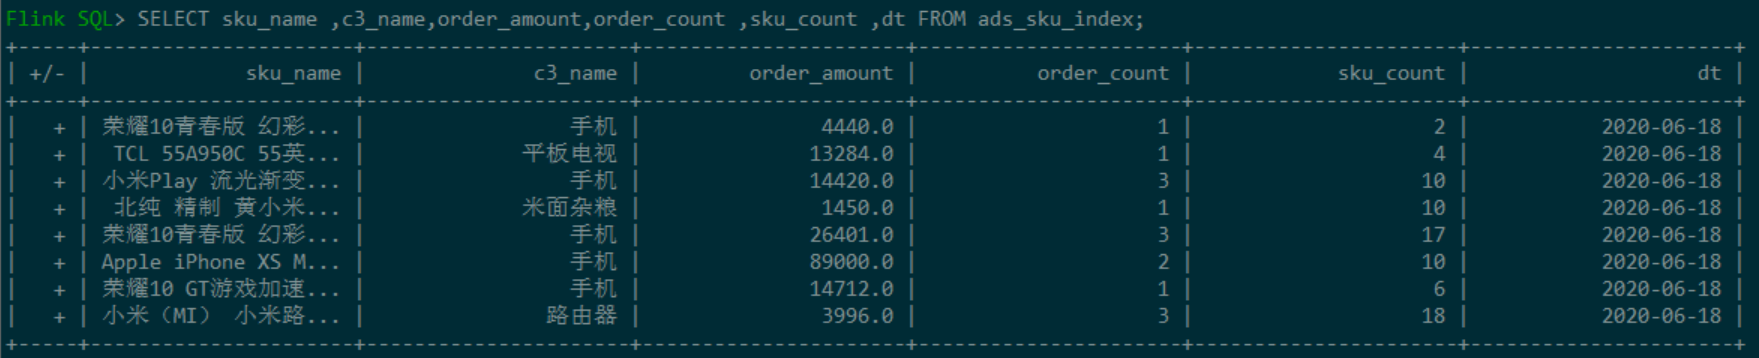 Flink SQL> SELECT sku_name ,c3_name,order_amount,order_count ,sku_count ,dt FROM ads_sku_index;
+-----+----------------------+----------------------+----------------------+----------------------+----------------------+----------------------+
| +/- | sku_name | c3_name | order_amount | order_count | sku_count | dt |
+-----+----------------------+----------------------+----------------------+----------------------+----------------------+----------------------+
| + | 荣耀10青春版 幻彩... | 手机 | 4440.0 | 1 | 2 | 2020-06-18 |
| + | TCL 55A950C 55英... | 平板电视 | 13284.0 | 1 | 4 | 2020-06-18 |
| + | 小米Play 流光渐变... | 手机 | 14420.0 | 3 | 10 | 2020-06-18 |
| + | 北纯 精制 黄小米... | 米面杂粮 | 1450.0 | 1 | 10 | 2020-06-18 |
| + | 荣耀10青春版 幻彩... | 手机 | 26401.0 | 3 | 17 | 2020-06-18 |
| + | Apple iPhone XS M... | 手机 | 89000.0 | 2 | 10 | 2020-06-18 |
| + | 荣耀10 GT游戏加速... | 手机 | 14712.0 | 1 | 6 | 2020-06-18 |
| + | 小米（MI） 小米路... | 路由器 | 3996.0 | 3 | 18 | 2020-06-18 |
+-----+----------------------+----------------------+----------------------+----------------------+----------------------+----------------------+